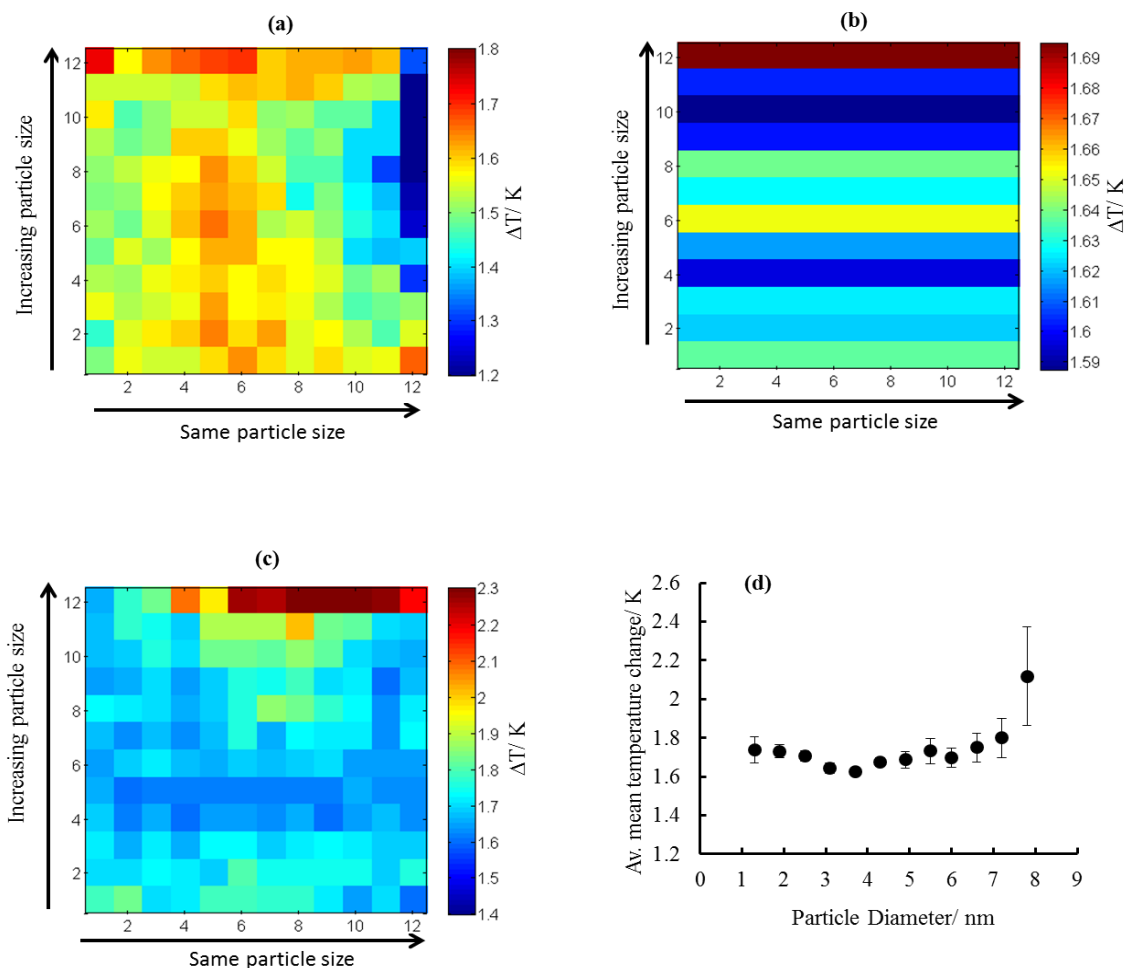 (a)
Increasing particle size
12
10
8
6
4
2
2 4 6 8 10 12
Same particle size
1.8
1.7
1.6
1.5
1.4
1.3
1.2
ΔT/ K
(b)
Increasing particle size
12
10
8
6
4
2
2 4 6 8 10 12
Same particle size
1.69
1.68
1.67
1.66
1.65
1.64
1.63
1.62
1.61
1.6
1.59
ΔT/ K
(c)
Increasing particle size
12
10
8
6
4
2
2 4 6 8 10 12
Same particle size
2.3
2.2
2.1
2
1.9
1.8
1.7
1.6
1.5
1.4
ΔT/ K
(d)
Av. mean temperature change/ K
2.6
2.4
2.2
2
1.8
1.6
1.4
1.2
0 1 2 3 4 5 6 7 8 9
Particle Diameter/ nm